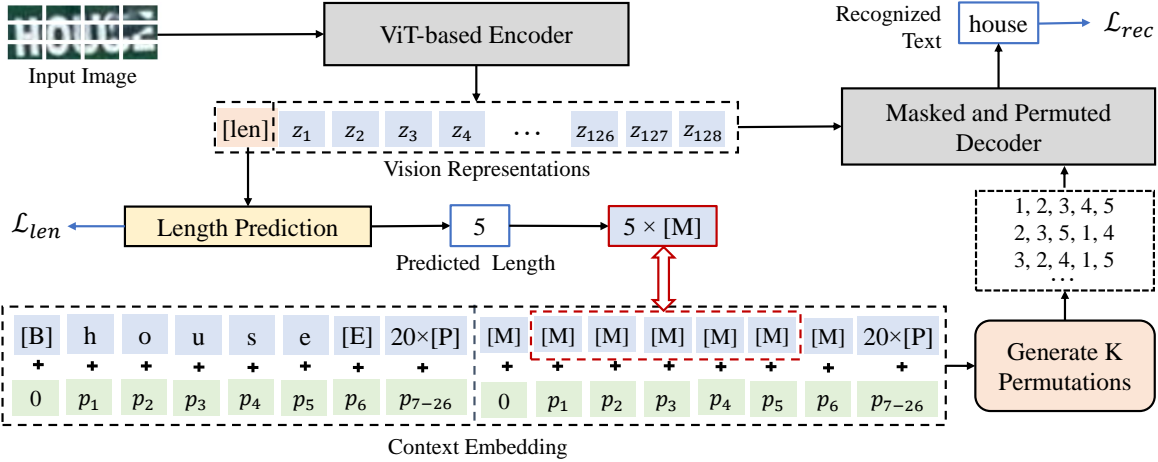 HOUSE
Input Image
ViT-based Encoder
Recognized
Text
house
ℒ_rec
[len] z_1 z_2 z_3 z_4 ... z_126 z_127 z_128
Vision Representations
Masked and Permuted
Decoder
ℒ_len
Length Prediction
5
Predicted Length
5 × [M]
1, 2, 3, 4, 5
2, 3, 5, 1, 4
3, 2, 4, 1, 5
...
[B] h o u s e [E] 20×[P] [M] [M] [M] [M] [M] [M] [M] 20×[P]
+ + + + + + + + + + + + + + + +
0 p_1 p_2 p_3 p_4 p_5 p_6 p_7−26 0 p_1 p_2 p_3 p_4 p_5 p_6 p_7−26
Context Embedding
Generate K
Permutations